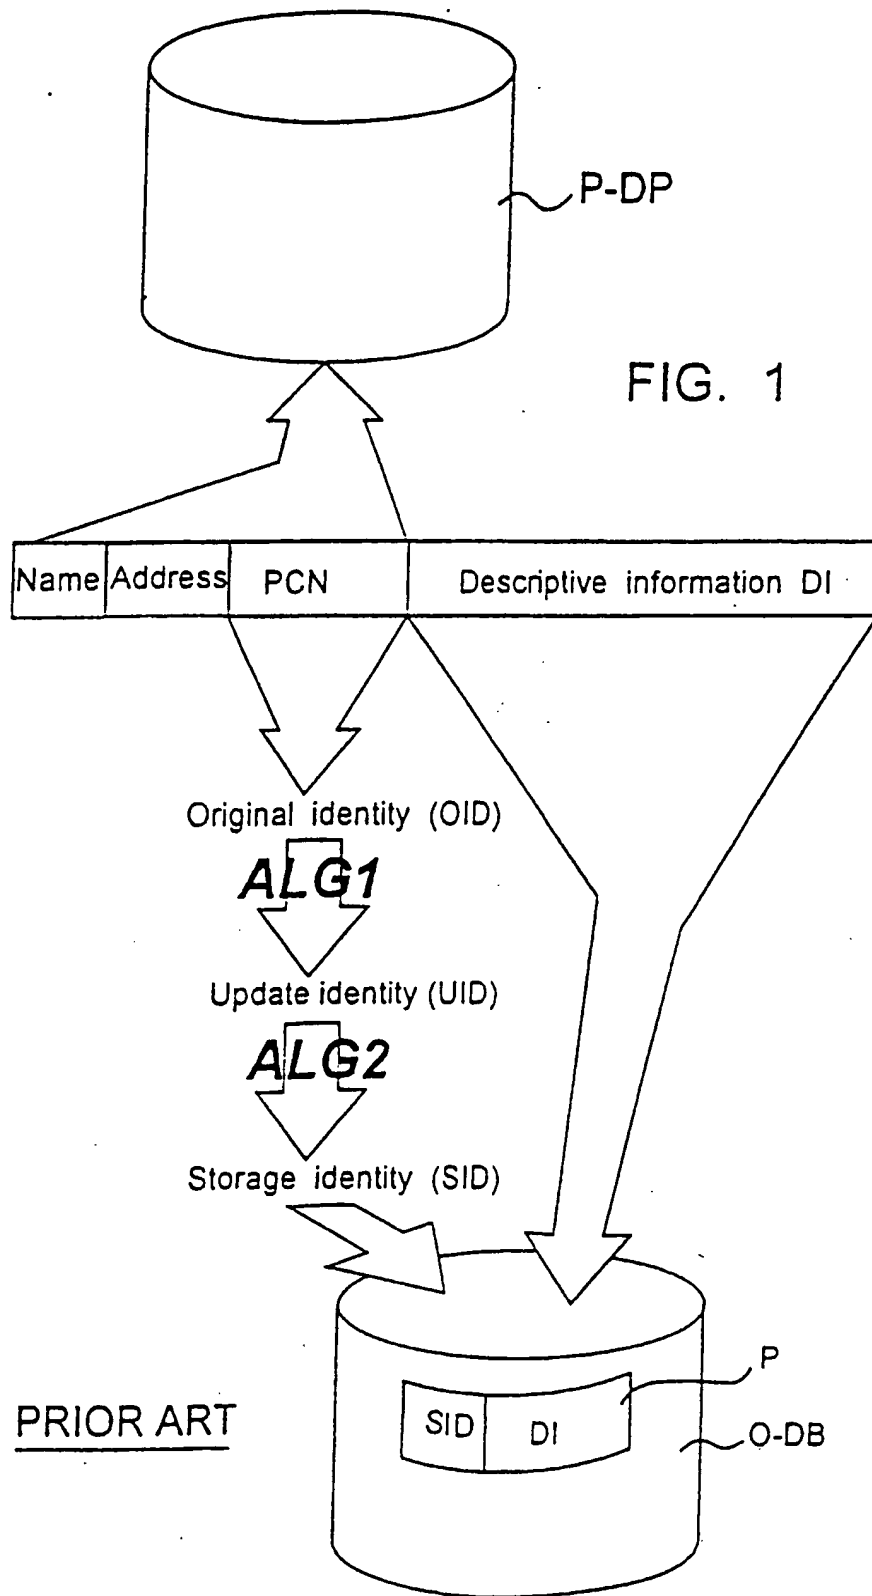 P-DP
FIG. 1
Name Address PCN Descriptive information DI
Original identity (OID)
ALG1
Update identity (UID)
ALG2
Storage identity (SID)
P
SID DI
O-DB
PRIOR ART